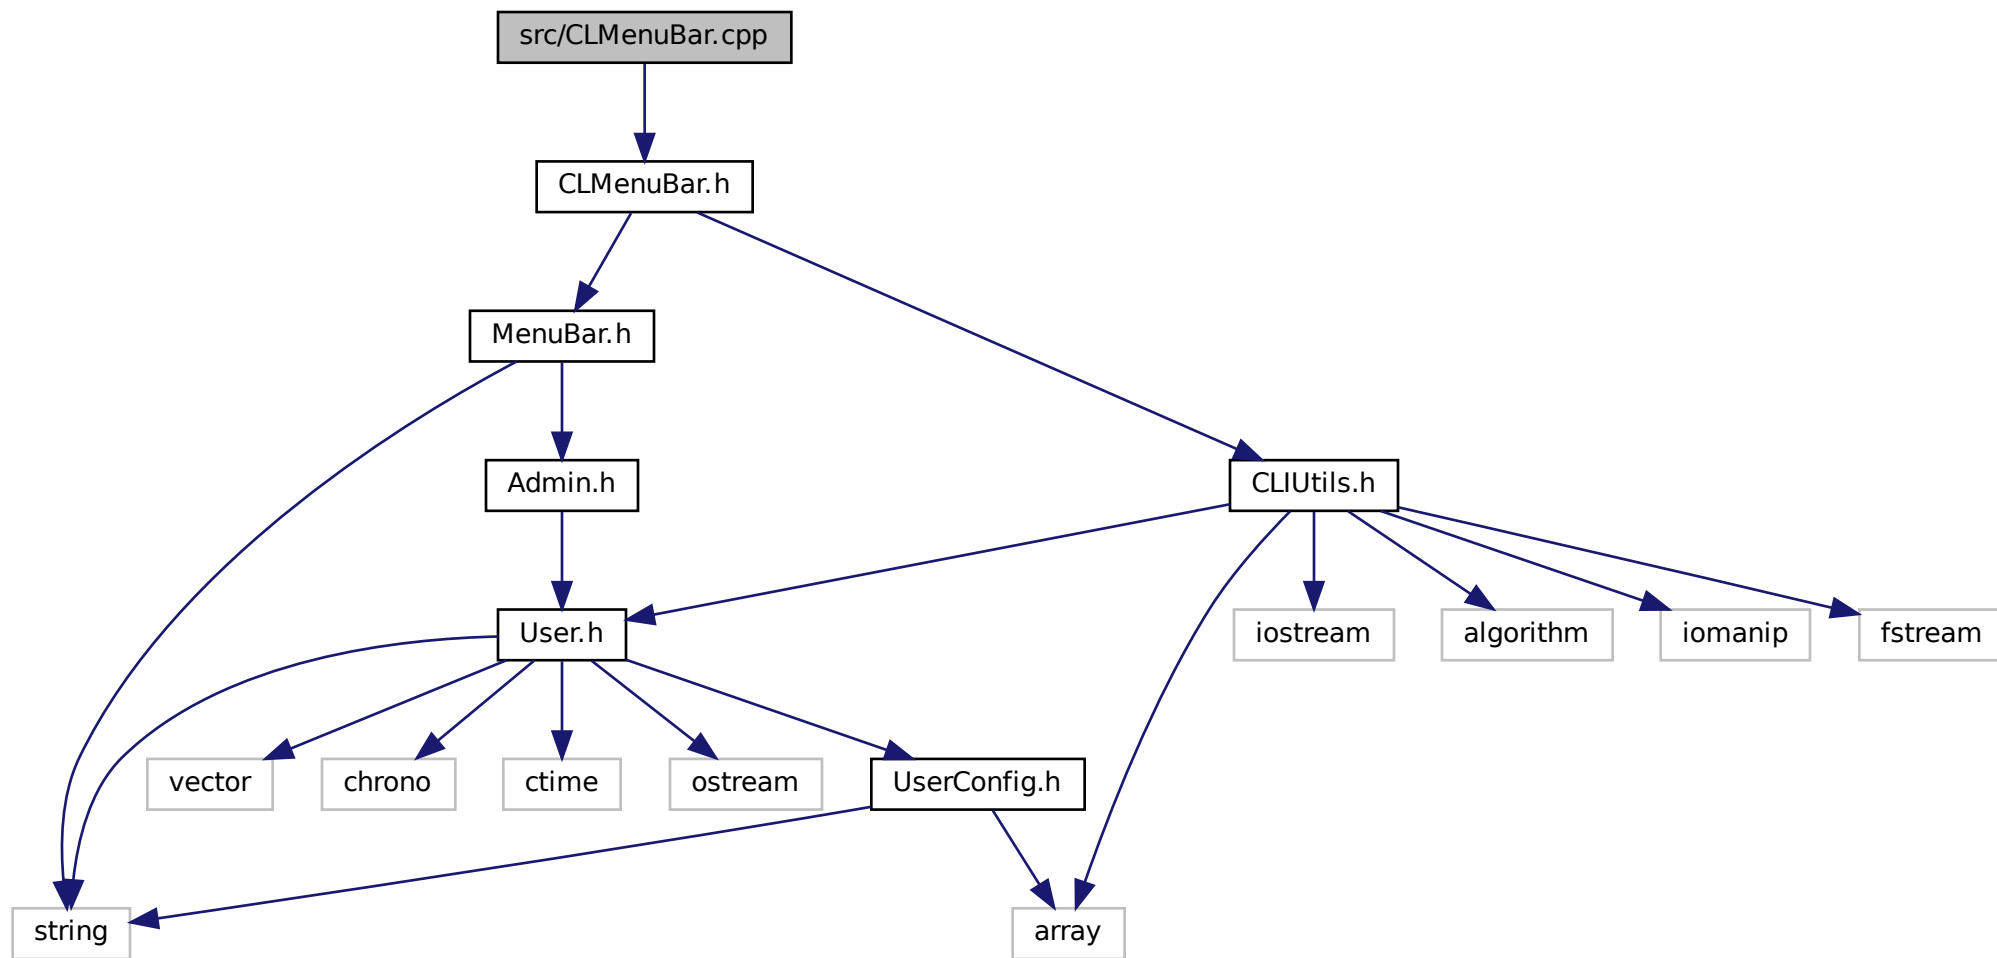 src/CLMenuBar.cpp
CLMenuBar.h
MenuBar.h
Admin.h
CLIUtils.h
User.h
iostream
algorithm
iomanip
fstream
vector
chrono
ctime
ostream
UserConfig.h
string
array